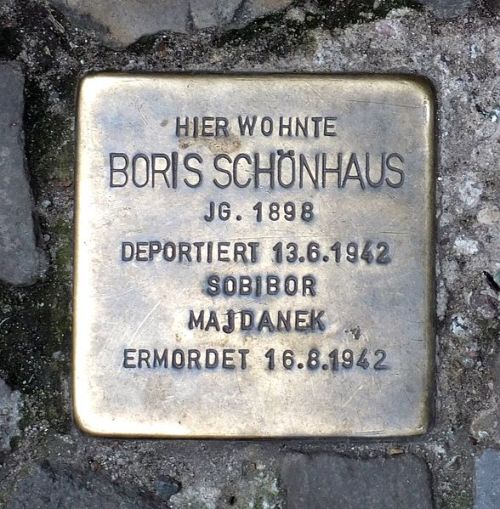 HIER WOHNTE
BORIS SCHÖNHAUS
JG. 1898
DEPORTIERT 13.6.1942
SOBIBOR
MAJDANEK
ERMORDET 16.8.1942